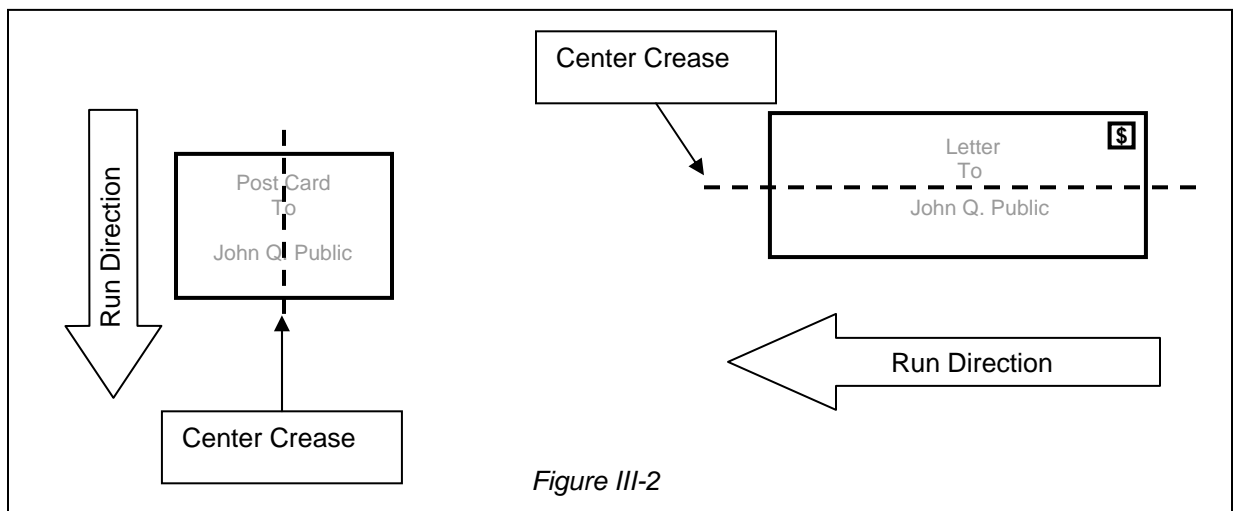 Center Crease
Run Direction
Post Card
To
John Q. Public
Center Crease
$
Letter
To
John Q. Public
Run Direction
Figure III-2